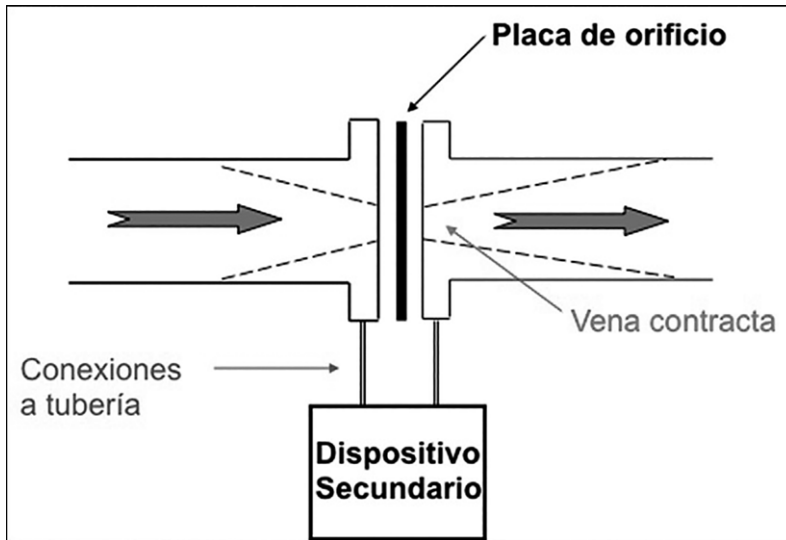 Placa de orificio
Vena contracta
Conexiones
a tubería
Dispositivo
Secundario